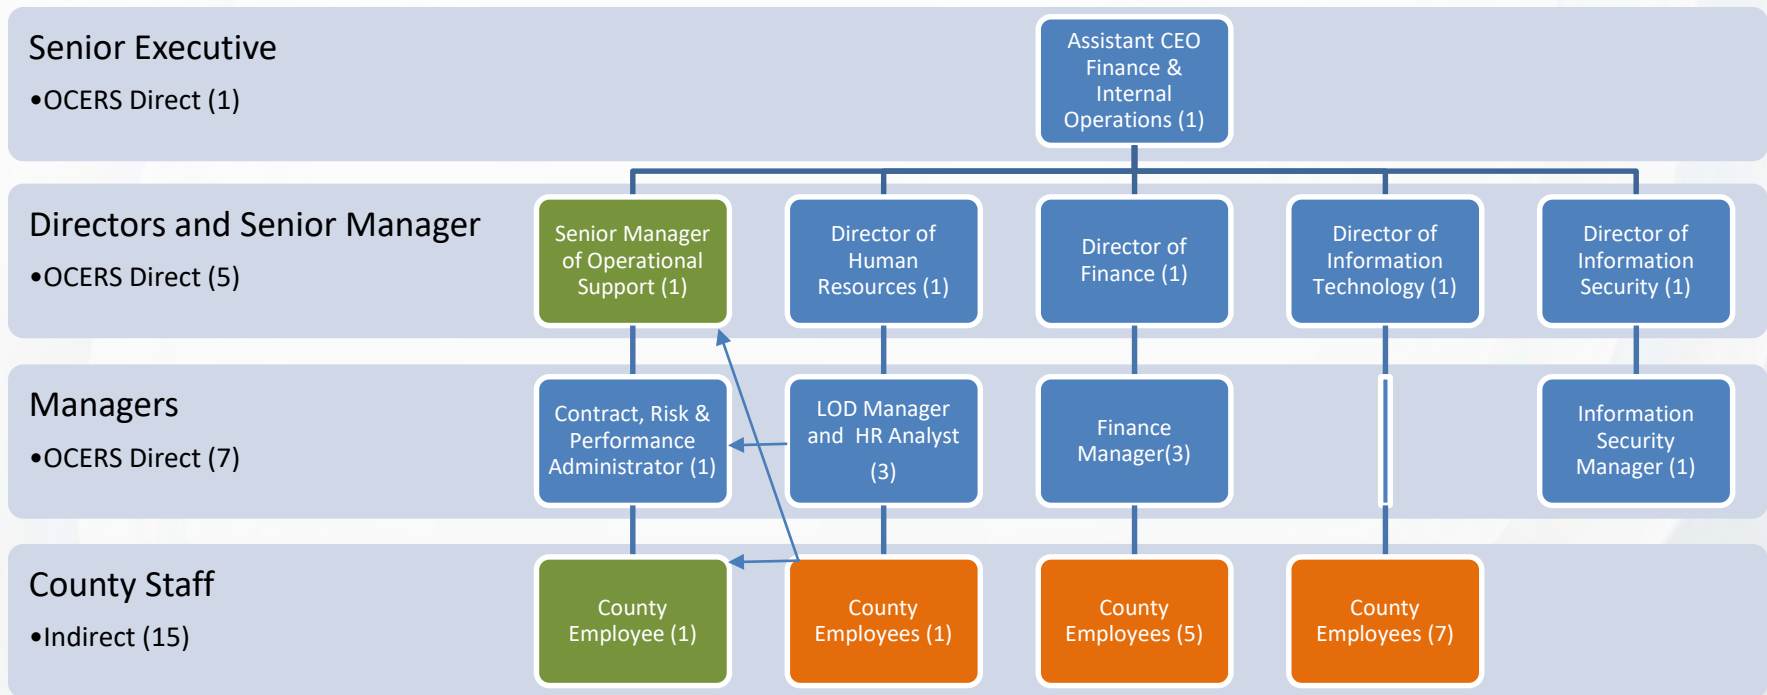 Senior Executive
•OCERS Direct (1)
Assistant CEO
Finance &
Internal
Operations (1)
Directors and Senior Manager
•OCERS Direct (5)
Senior Manager
of Operational
Support (1)
Director of
Human
Resources (1)
Director of
Finance (1)
Director of
Information
Technology (1)
Director of
Information
Security (1)
Managers
•OCERS Direct (7)
Contract, Risk &
Performance
Administrator (1)
LOD Manager
and  HR Analyst
(3)
Finance
Manager(3)
Information
Security
Manager (1)
County Staff
•Indirect (15)
County
Employee (1)
County
Employees (1)
County
Employees (5)
County
Employees (7)